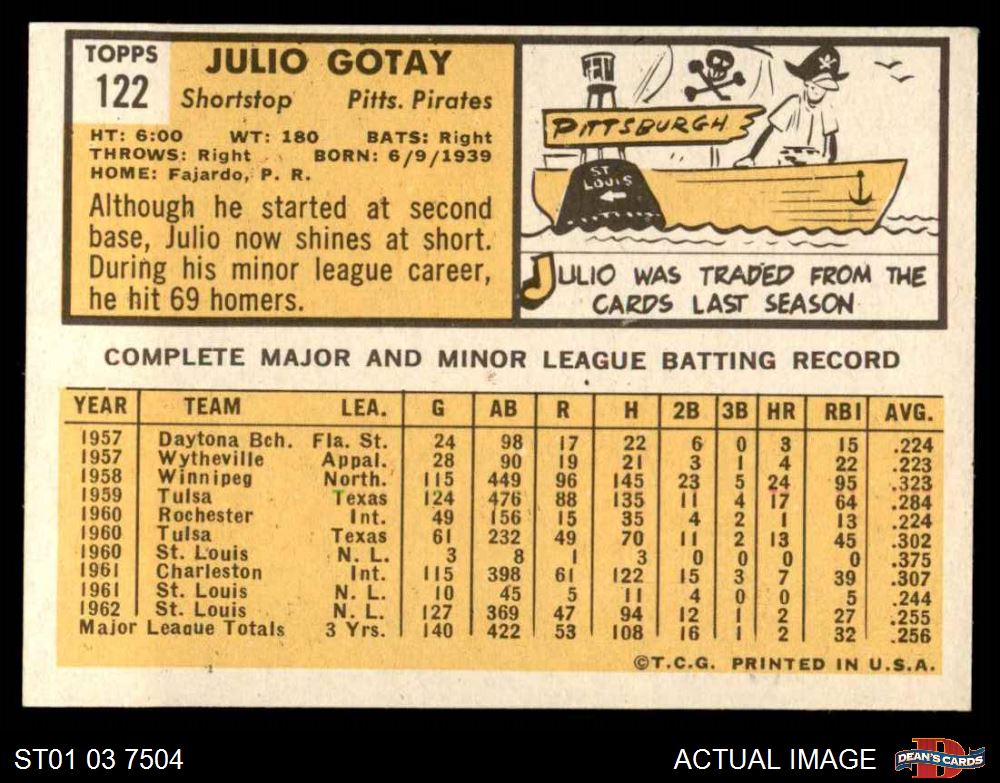 TOPPS
122
JULIO GOTAY
Shortstop Pitts. Pirates
HT: 6:00 WT: 180 BATS: Right
THROWS: Right BORN: 6/9/1939
HOME: Fajardo, P. R.
Although he started at second
base, Julio now shines at short.
During his minor league career,
he hit 69 homers.
PITTSBURGH
ST
LOUIS
JULIO WAS TRADED FROM THE
CARDS LAST SEASON
COMPLETE MAJOR AND MINOR LEAGUE BATTING RECORD
YEAR TEAM LEA. G AB R H 2B 3B HR RBI AVG.
1957 Daytona Bch. Fla. St. 24 98 17 22 6 0 3 15 .224
1957 Wytheville Appal. 28 90 19 21 3 1 4 22 .223
1958 Winnipeg North. 115 449 96 145 23 5 24 95 .323
1959 Tulsa Texas 124 476 88 135 11 4 17 64 .284
1960 Rochester Int. 49 156 15 35 4 2 1 13 .224
1960 Tulsa Texas 61 232 49 70 11 2 13 45 .302
1960 St. Louis N. L. 3 8 1 3 0 0 0 0 .375
1961 Charleston Int. 115 398 61 122 15 3 7 39 .307
1961 St. Louis N. L. 10 45 5 11 4 0 0 5 .244
1962 St. Louis N. L. 127 369 47 94 12 1 2 27 .255
Major League Totals 3 Yrs. 140 422 53 108 16 1 2 32 .256
©T.C.G. PRINTED IN U.S.A.
ST01 03 7504
ACTUAL IMAGE
DEAN'S CARDS